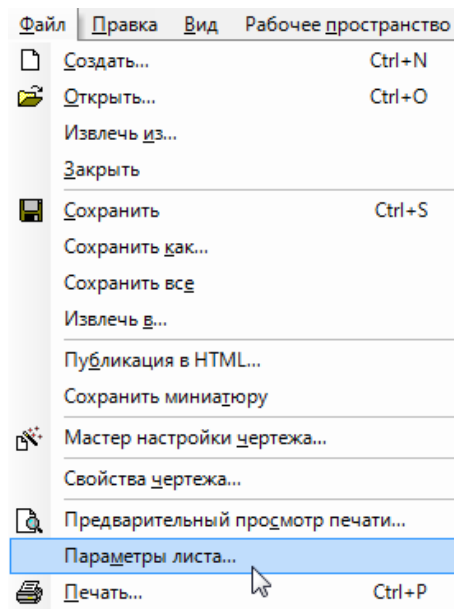 Файл Правка Вид Рабочее пространство
Создать... Ctrl+N
Открыть... Ctrl+O
Извлечь из...
Закрыть
Сохранить Ctrl+S
Сохранить как...
Сохранить все
Извлечь в...
Публикация в HTML...
Сохранить миниатюру
Мастер настройки чертежа...
Свойства чертежа...
Предварительный просмотр печати...
Параметры листа...
Печать... Ctrl+P